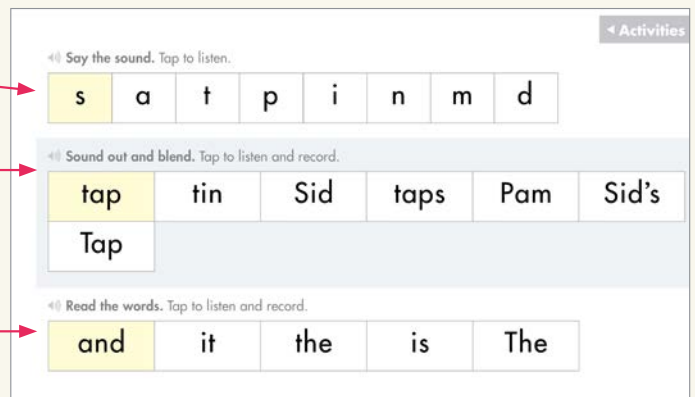 ◄ Activities
Say the sound. Tap to listen.
s a t p i n m d
Sound out and blend. Tap to listen and record.
tap tin Sid taps Pam Sid's
Tap
Read the words. Tap to listen and record.
and it the is The